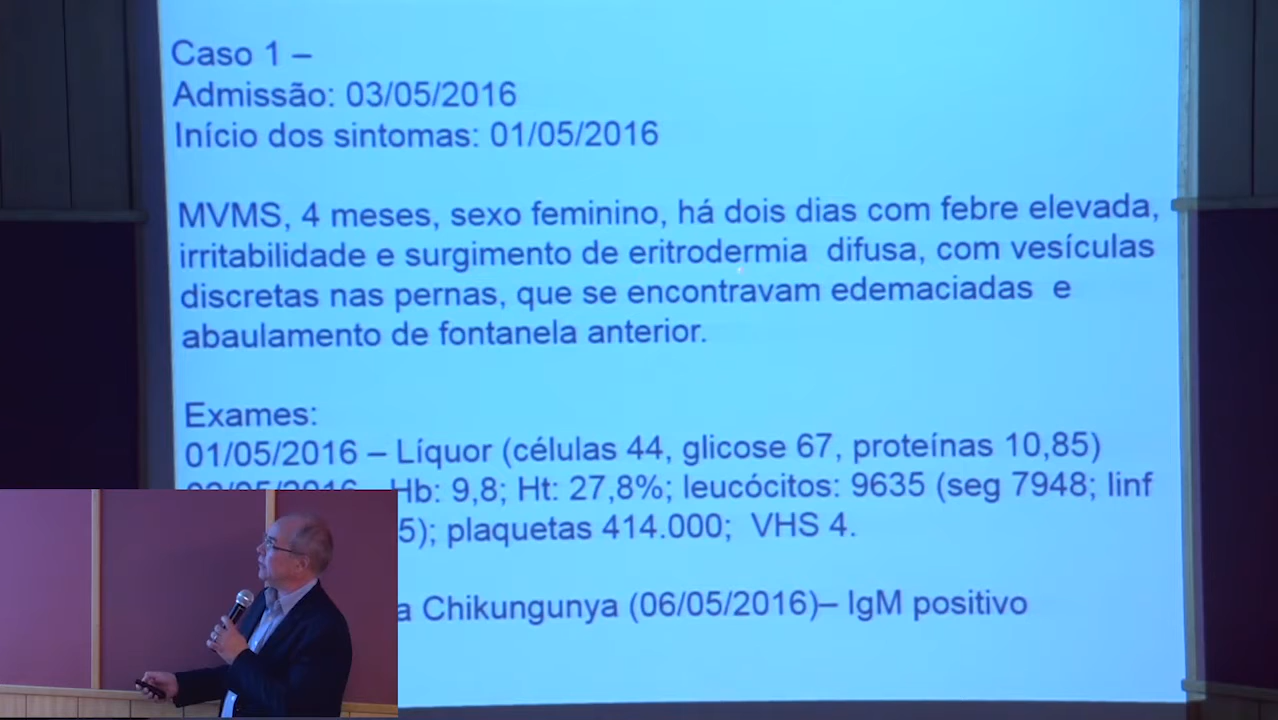 Caso 1 –
Admissão: 03/05/2016
Início dos sintomas: 01/05/2016
MVMS, 4 meses, sexo feminino, há dois dias com febre elevada,
irritabilidade e surgimento de eritrodermia difusa, com vesículas
discretas nas pernas, que se encontravam edemaciadas e
abaulamento de fontanela anterior.
Exames:
01/05/2016 – Líquor (células 44, glicose 67, proteínas 10,85)
Hb: 9,8; Ht: 27,8%; leucócitos: 9635 (seg 7948; linf
5); plaquetas 414.000; VHS 4.
a Chikungunya (06/05/2016)– IgM positivo